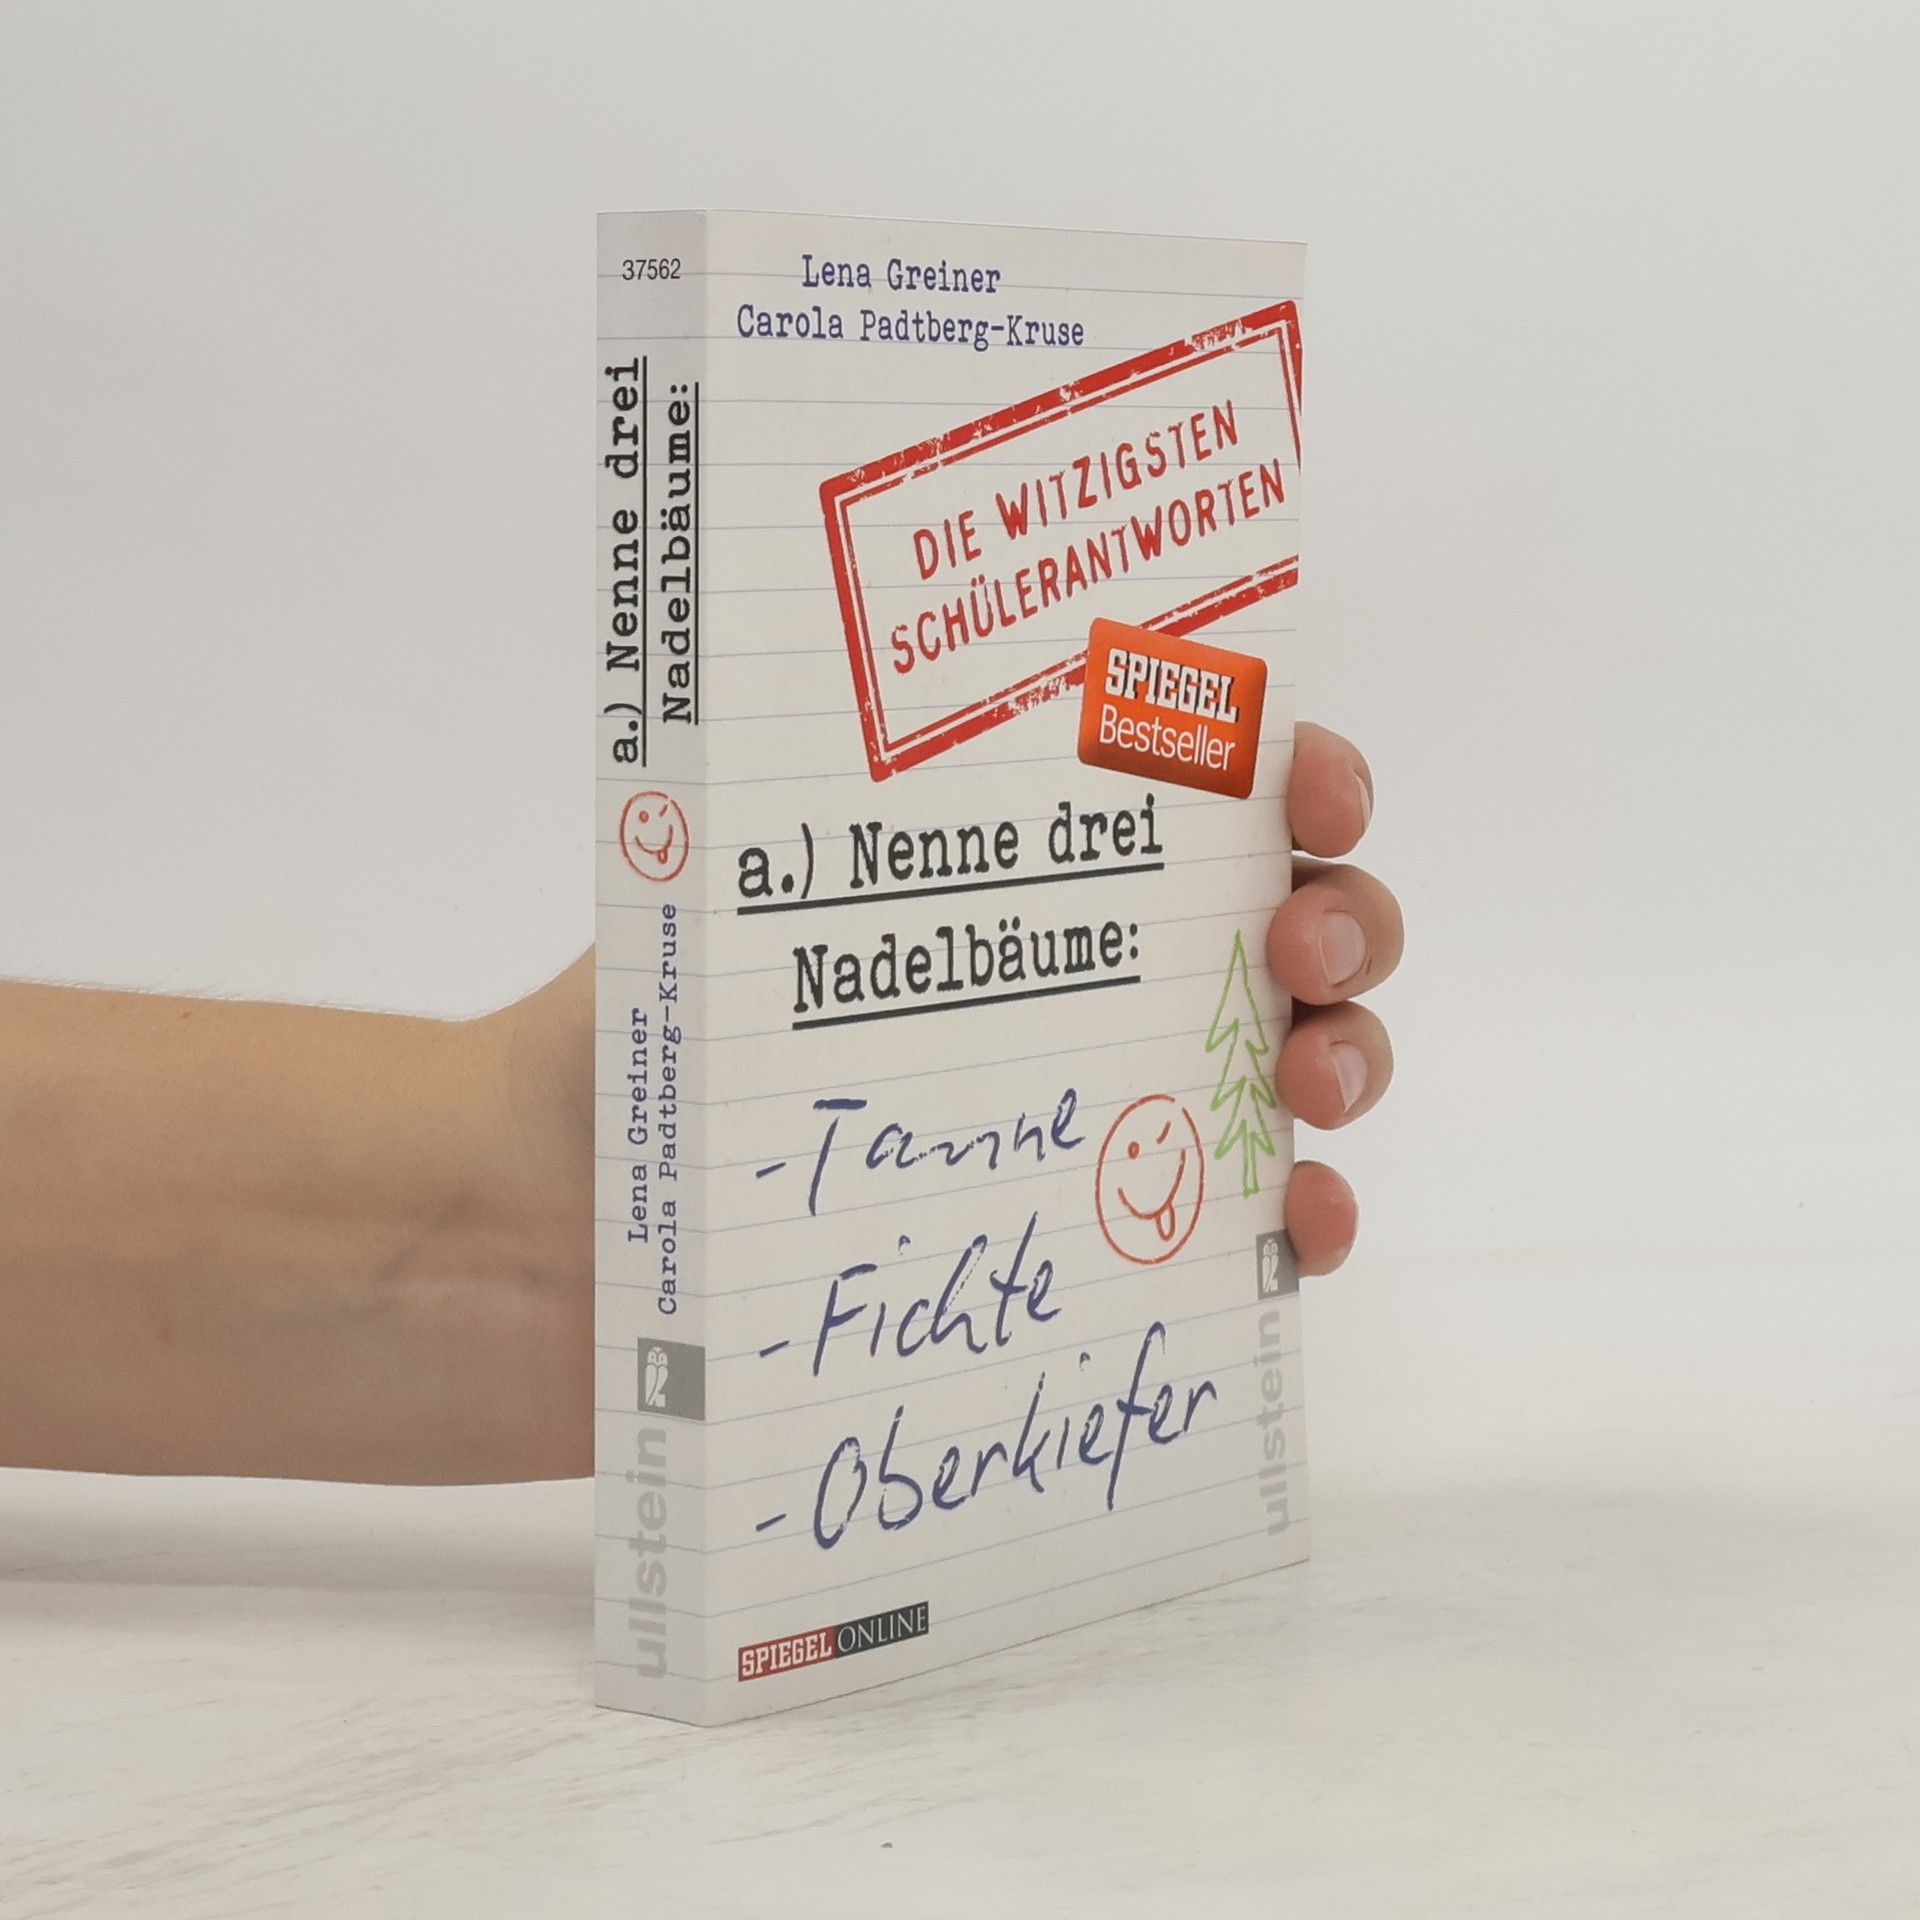 37562
a.) Nenne drei
Nadelbäume:
Lena Greiner
Carola Padtberg-Kruse
ullstein
Lena Greiner
Carola Padtberg-Kruse
DIE WITZIGSTEN
SCHÜLERANTWORTEN
SPIEGEL
Bestseller
a.) Nenne drei
Nadelbäume:
- Tanne
- Fichte
- Oberkiefer
ullstein
SPIEGEL ONLINE